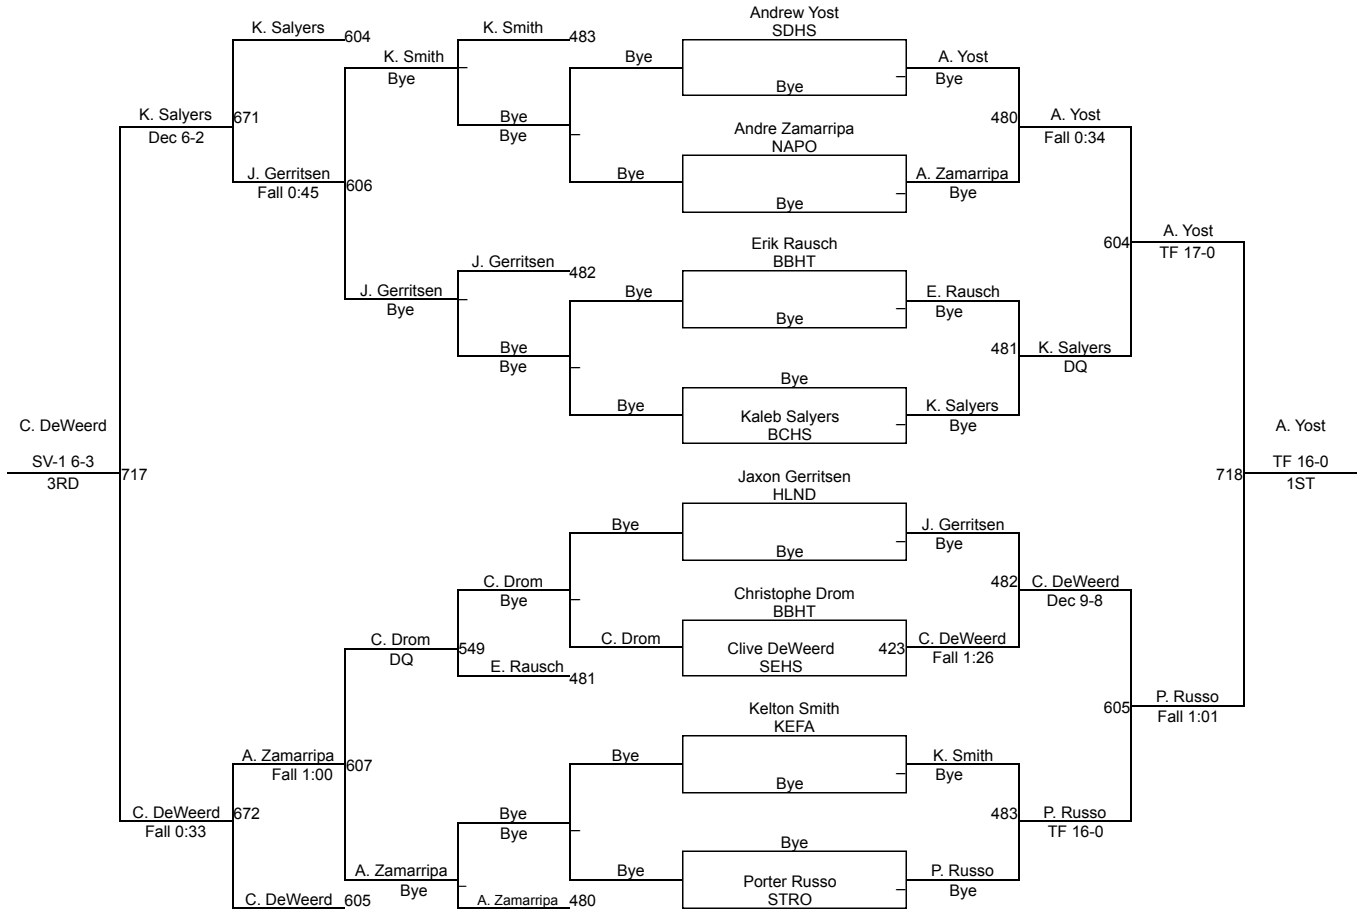 K. Salyers
604
K. Smith
Bye
K. Smith
483
Bye
Bye
Bye
Andrew Yost
SDHS
Bye
A. Yost
Bye
K. Salyers
Dec 6-2
671
J. Gerritsen
Fall 0:45
606
Bye
Andre Zamarripa
NAPO
Bye
A. Zamarripa
Bye
480
A. Yost
Fall 0:34
J. Gerritsen
Bye
J. Gerritsen
482
Bye
Bye
Bye
Erik Rausch
BBHT
Bye
E. Rausch
Bye
604
A. Yost
TF 17-0
481
K. Salyers
DQ
Bye
Bye
Kaleb Salyers
BCHS
K. Salyers
Bye
C. DeWeerd
SV-1 6-3
3RD
717
718
A. Yost
TF 16-0
1ST
Bye
Jaxon Gerritsen
HLND
Bye
J. Gerritsen
Bye
C. Drom
Bye
482
C. DeWeerd
Dec 9-8
C. Drom
DQ
549
E. Rausch
481
C. Drom
Christophe Drom
BBHT
Clive DeWeerd
SEHS
423
C. DeWeerd
Fall 1:26
605
P. Russo
Fall 1:01
A. Zamarripa
Fall 1:00
607
Bye
Kelton Smith
KEFA
Bye
K. Smith
Bye
C. DeWeerd
Fall 0:33
672
Bye
Bye
483
P. Russo
TF 16-0
C. DeWeerd
605
A. Zamarripa
Bye
A. Zamarripa
480
Bye
Bye
Porter Russo
STRO
P. Russo
Bye